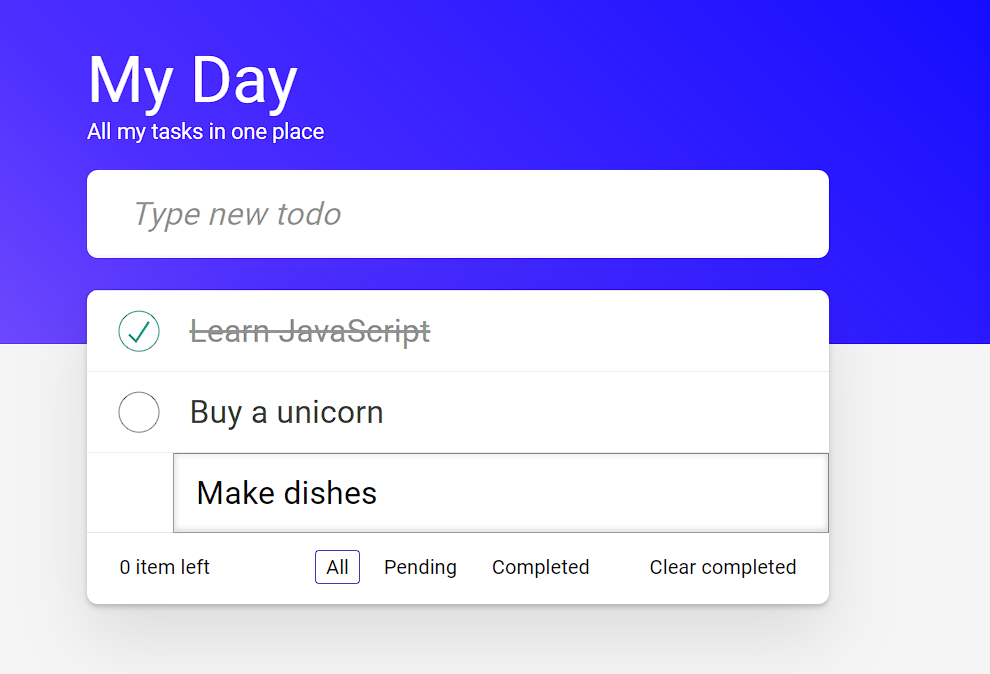 My Day
All my tasks in one place
Type new todo
Learn JavaScript
Buy a unicorn
Make dishes
0 item left All Pending Completed Clear completed